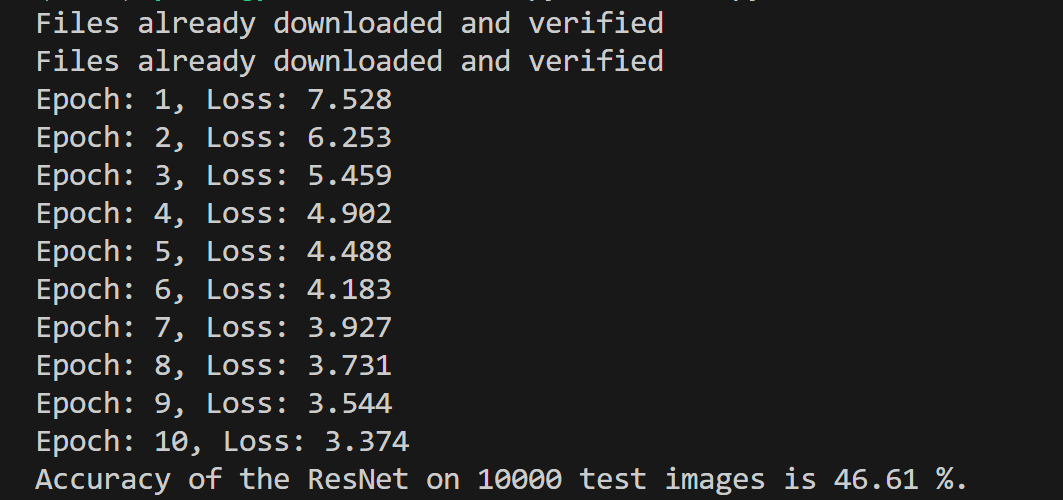 Files already downloaded and verified
Files already downloaded and verified
Epoch: 1, Loss: 7.528
Epoch: 2, Loss: 6.253
Epoch: 3, Loss: 5.459
Epoch: 4, Loss: 4.902
Epoch: 5, Loss: 4.488
Epoch: 6, Loss: 4.183
Epoch: 7, Loss: 3.927
Epoch: 8, Loss: 3.731
Epoch: 9, Loss: 3.544
Epoch: 10, Loss: 3.374
Accuracy of the ResNet on 10000 test images is 46.61 %.